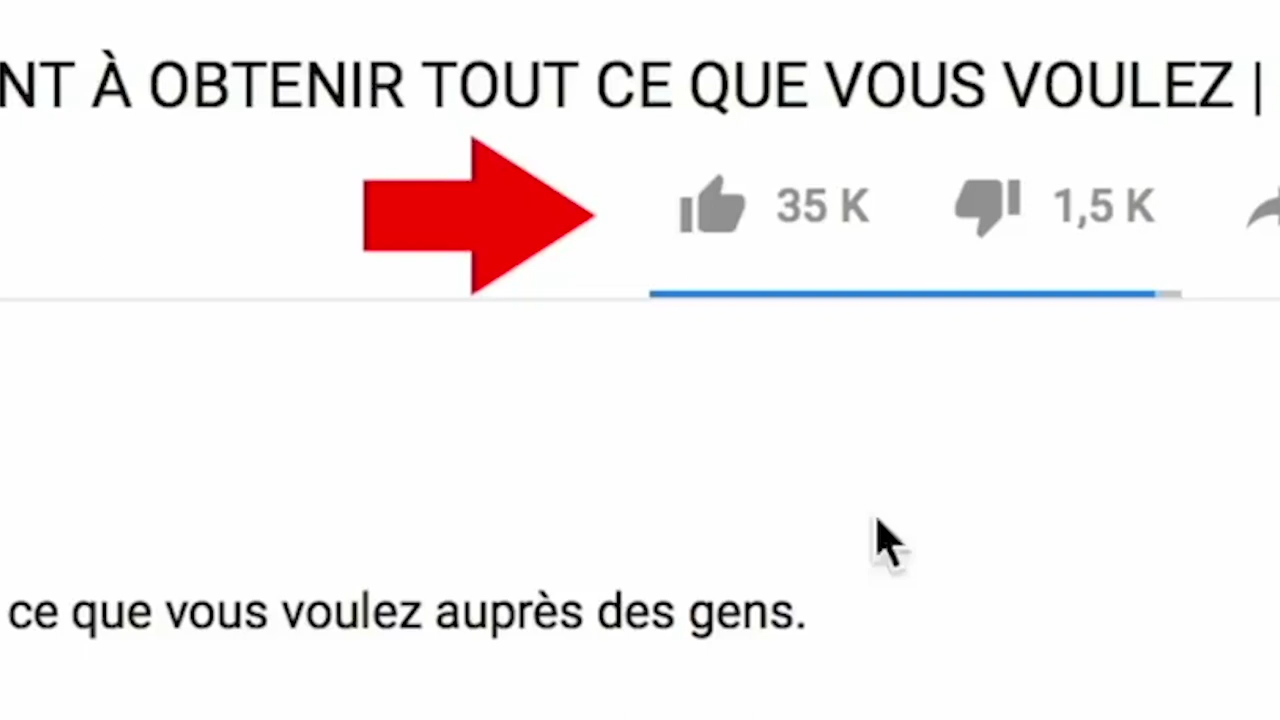 NT À OBTENIR TOUT CE QUE VOUS VOULEZ |
35 K 1,5 K
ce que vous voulez auprès des gens.